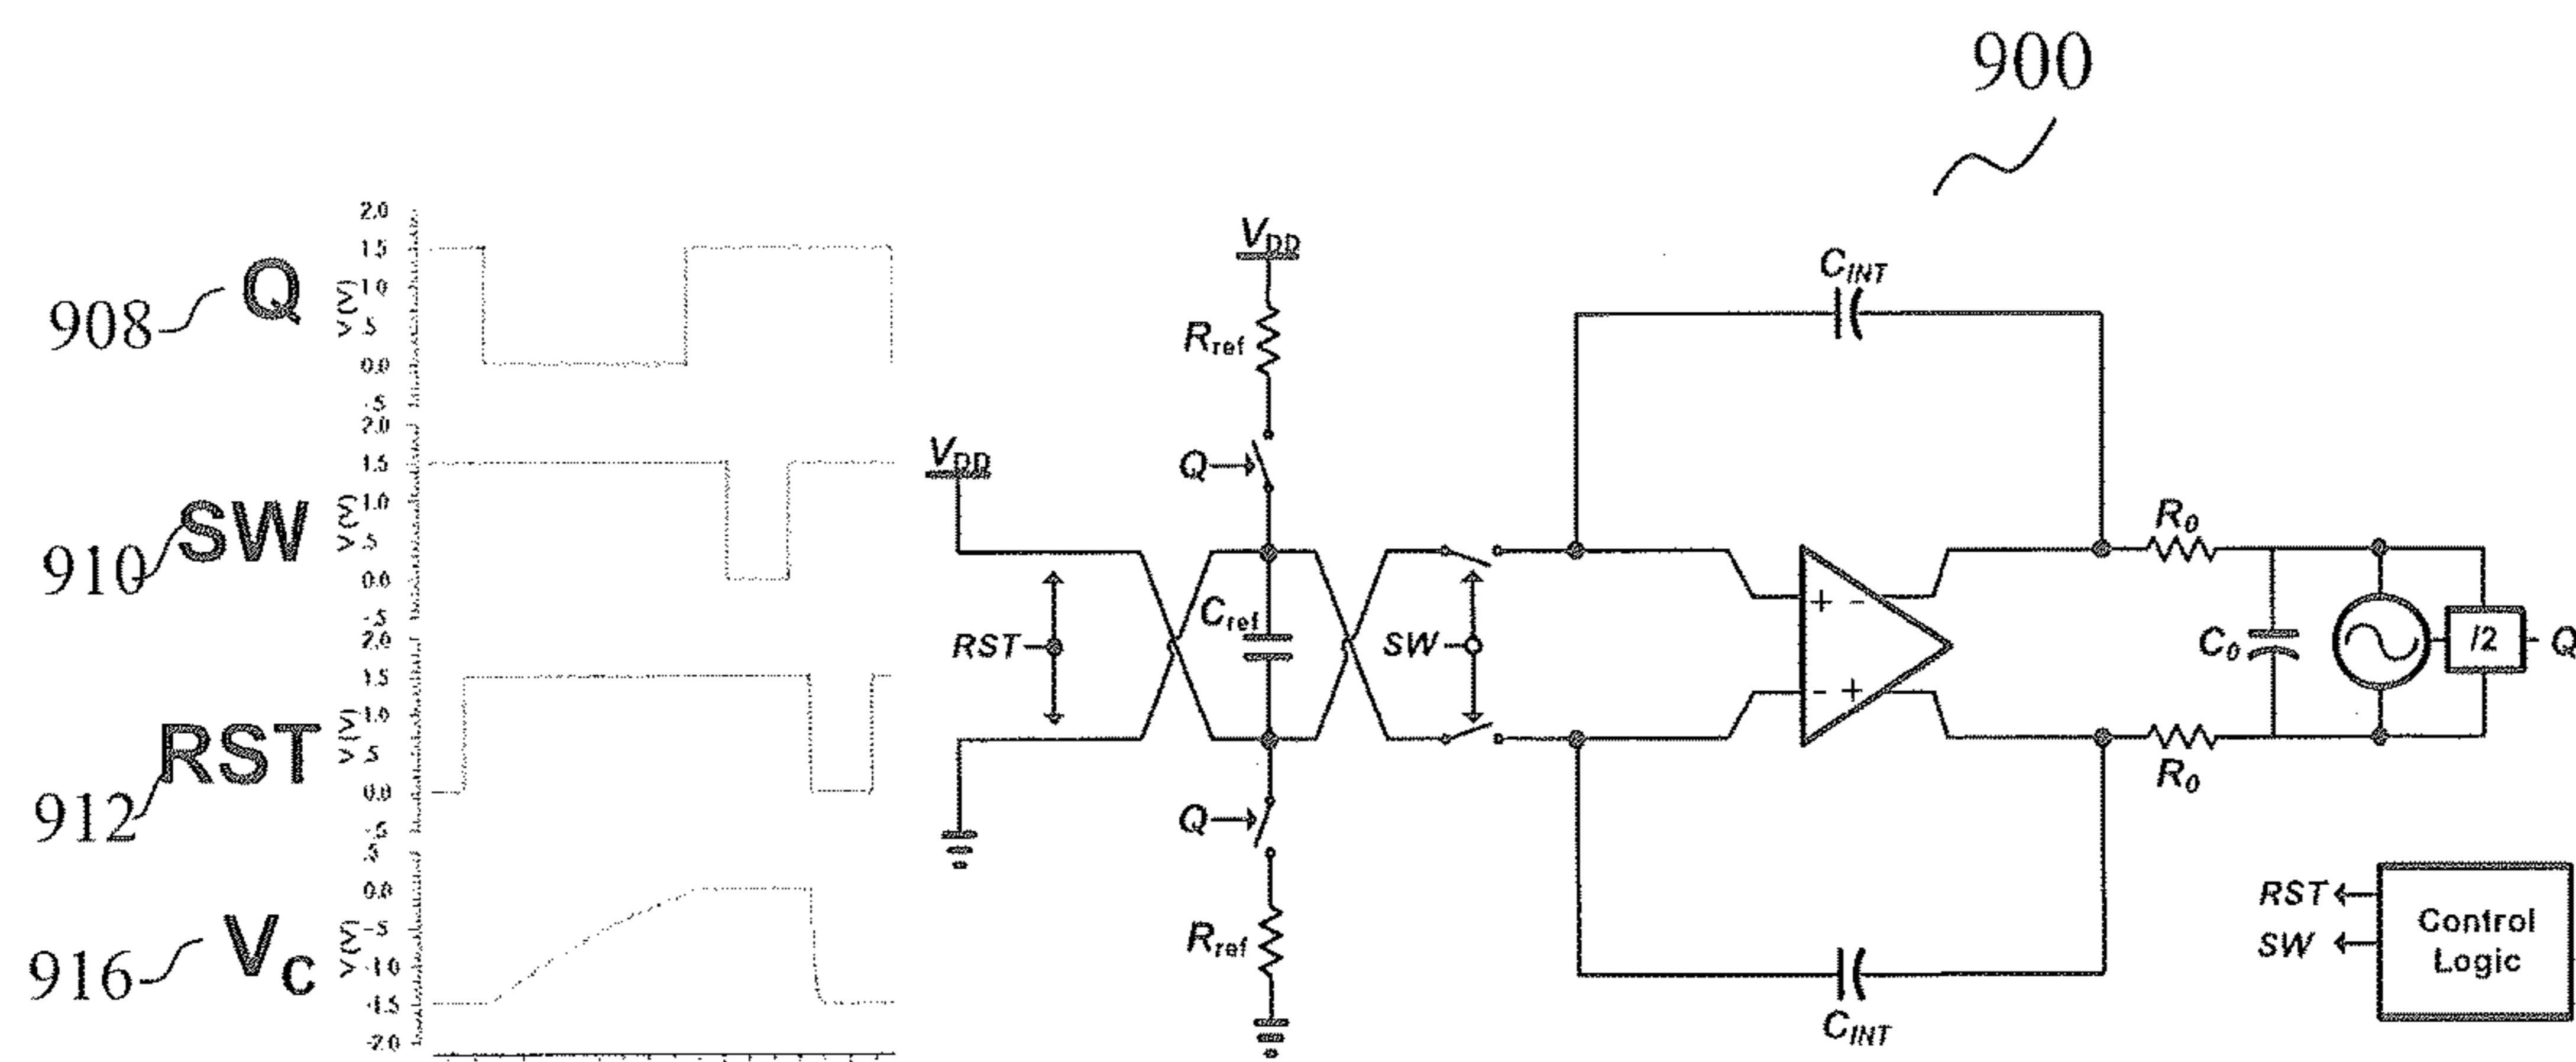 900
908
Q
V(V)
2.0
1.5
1.0
.5
0.0
-.5
910
SW
V(V)
2.0
1.5
1.0
.5
0.0
-.5
912
RST
V(V)
2.0
1.5
1.0
.5
0.0
-.5
916
VC
V(V)
.5
0.0
-.5
-1.0
-1.5
-2.0
VDD
Rref
Q
VDD
RST
Cref
SW
Q
Rref
CINT
+ -
- +
CINT
R0
C0
/2
Q
R0
RST
SW
Control
Logic